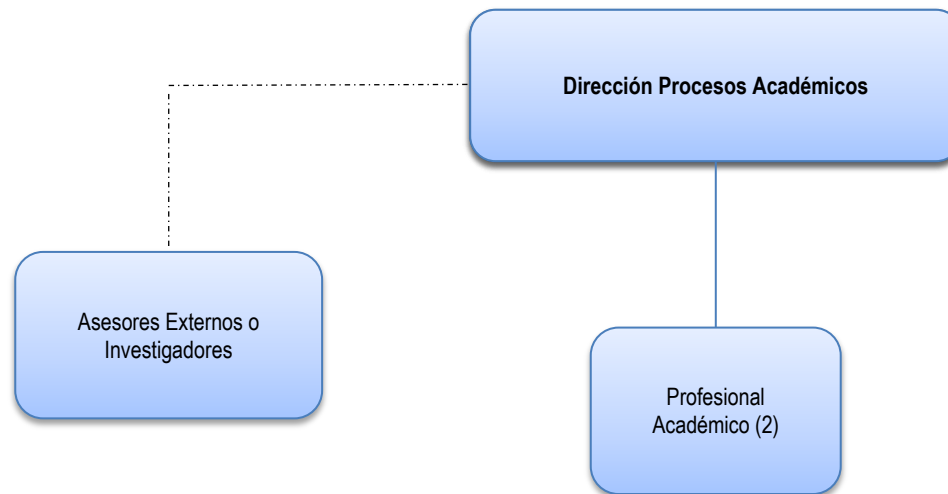 Dirección Procesos Académicos
Asesores Externos o
Investigadores
Profesional
Académico (2)